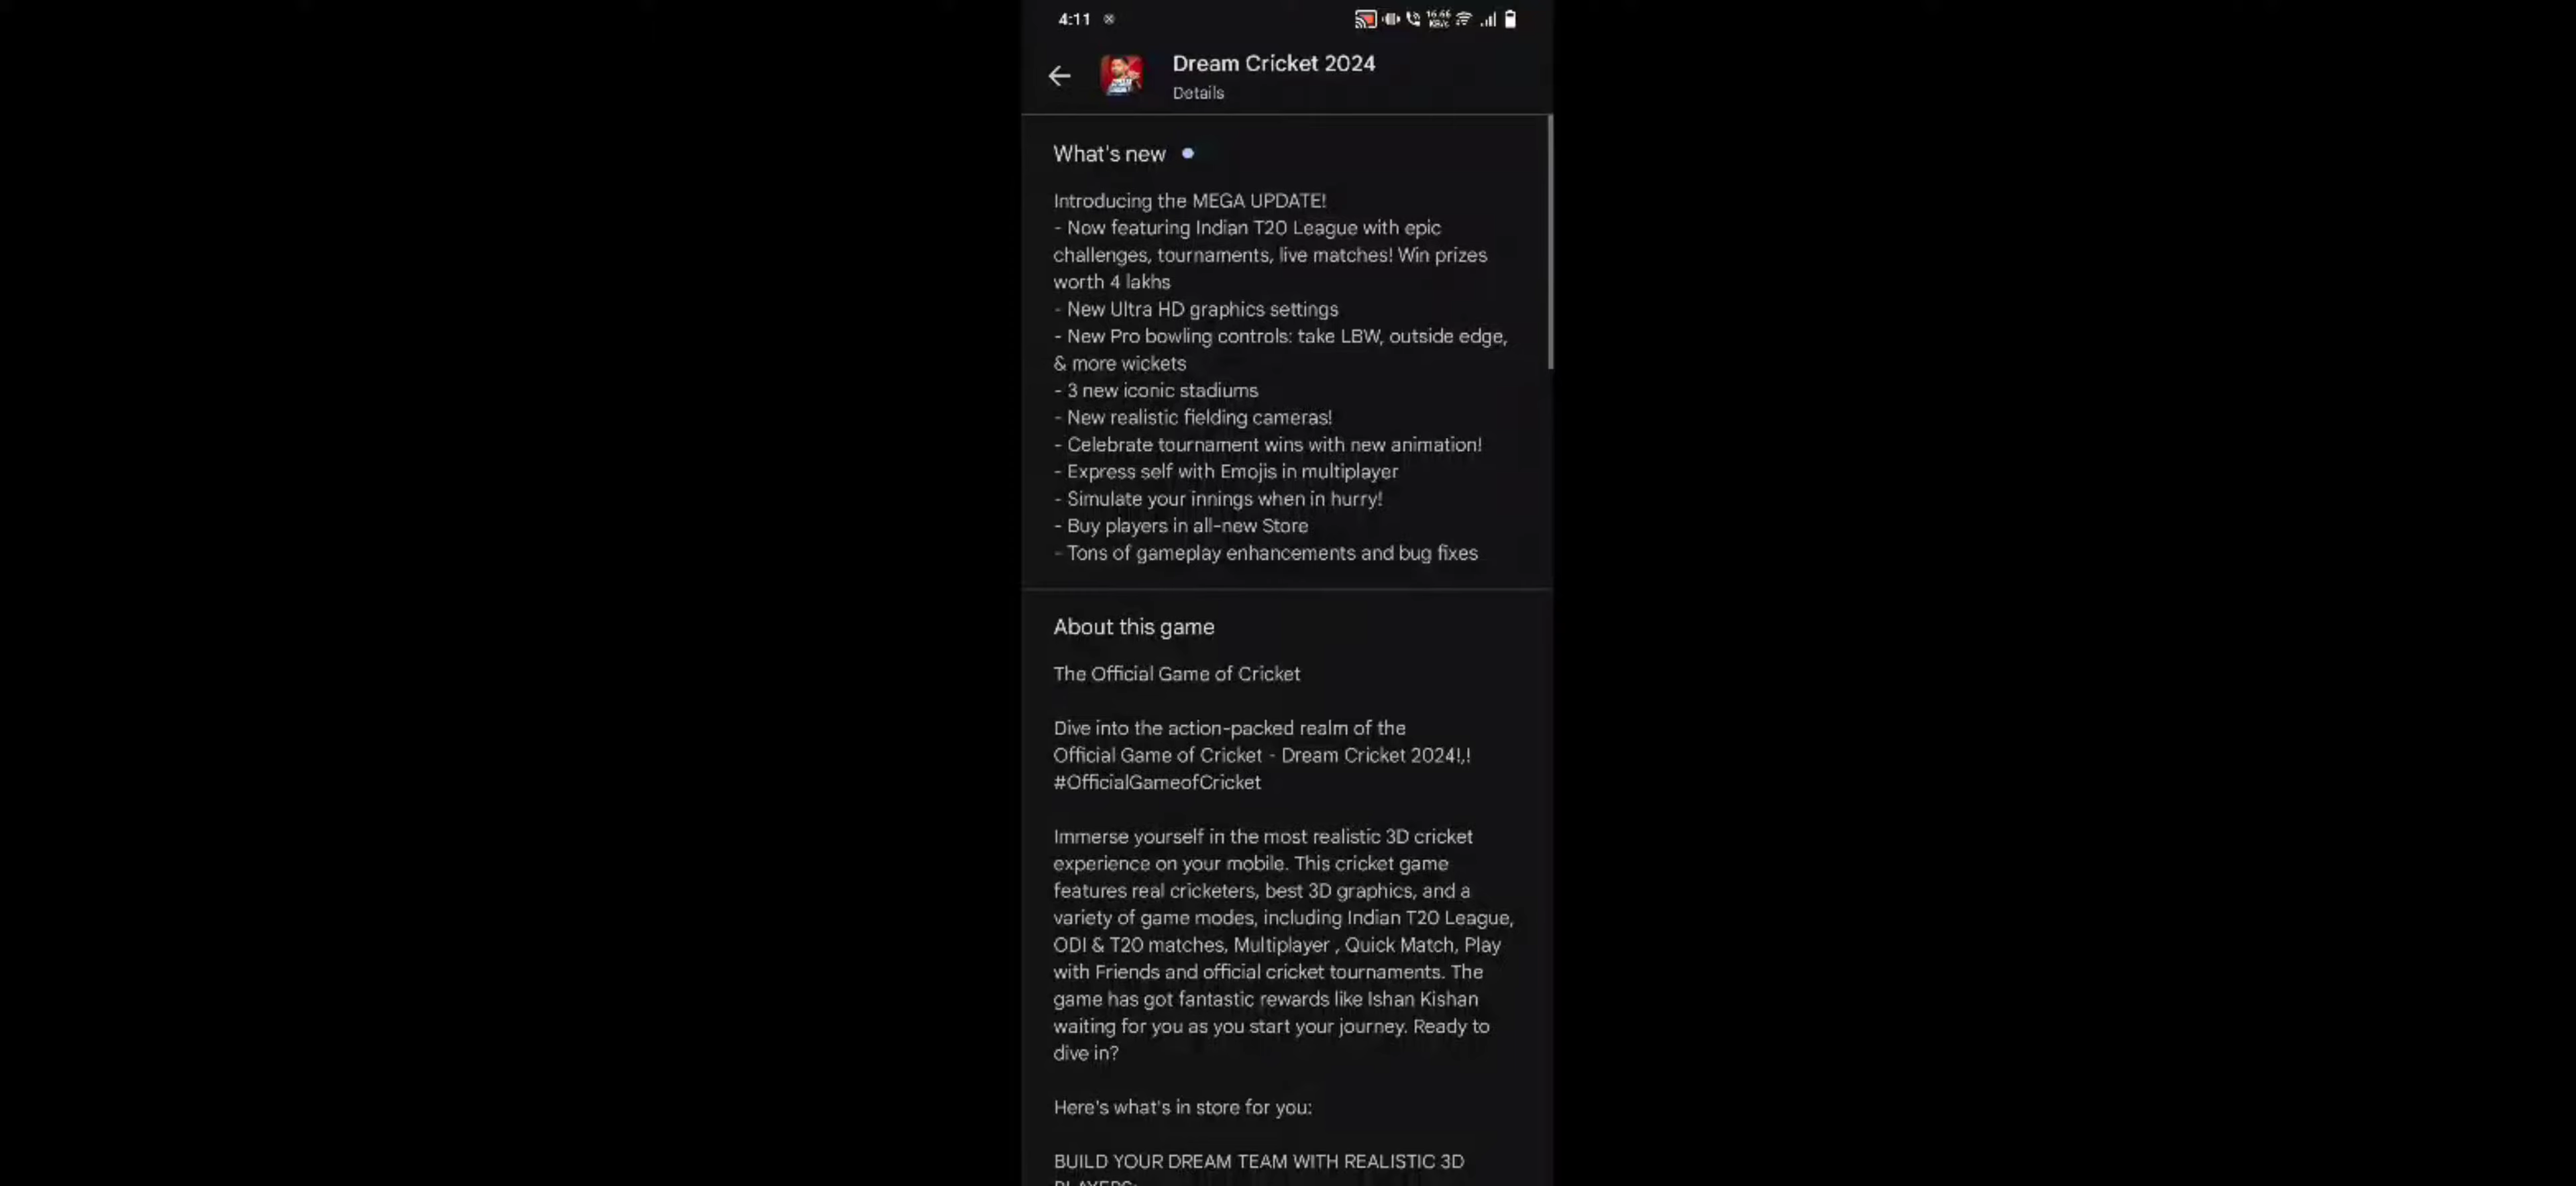 4:11
16.66
KB/s
Dream Cricket 2024
Details
What's new
Introducing the MEGA UPDATE!
- Now featuring Indian T20 League with epic
challenges, tournaments, live matches! Win prizes
worth 4 lakhs
- New Ultra HD graphics settings
- New Pro bowling controls: take LBW, outside edge,
& more wickets
- 3 new iconic stadiums
- New realistic fielding cameras!
- Celebrate tournament wins with new animation!
- Express self with Emojis in multiplayer
- Simulate your innings when in hurry!
- Buy players in all-new Store
- Tons of gameplay enhancements and bug fixes
About this game
The Official Game of Cricket
Dive into the action-packed realm of the
Official Game of Cricket - Dream Cricket 2024!,!
#OfficialGameofCricket
Immerse yourself in the most realistic 3D cricket
experience on your mobile. This cricket game
features real cricketers, best 3D graphics, and a
variety of game modes, including Indian T20 League,
ODI & T20 matches, Multiplayer , Quick Match, Play
with Friends and official cricket tournaments. The
game has got fantastic rewards like Ishan Kishan
waiting for you as you start your journey. Ready to
dive in?
Here's what's in store for you:
BUILD YOUR DREAM TEAM WITH REALISTIC 3D
PLAYERS: